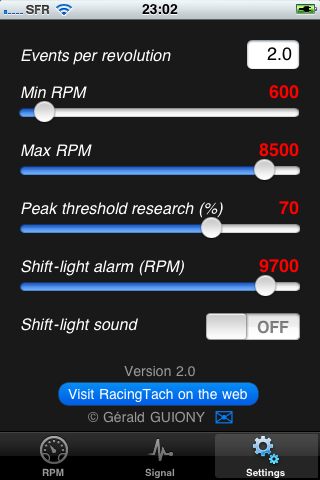 SFR 23:02
Events per revolution 2.0
Min RPM 600
Max RPM 8500
Peak threshold research (%) 70
Shift-light alarm (RPM) 9700
Shift-light sound OFF
Version 2.0
Visit RacingTach on the web
© Gérald GUIONY
RPM Signal Settings